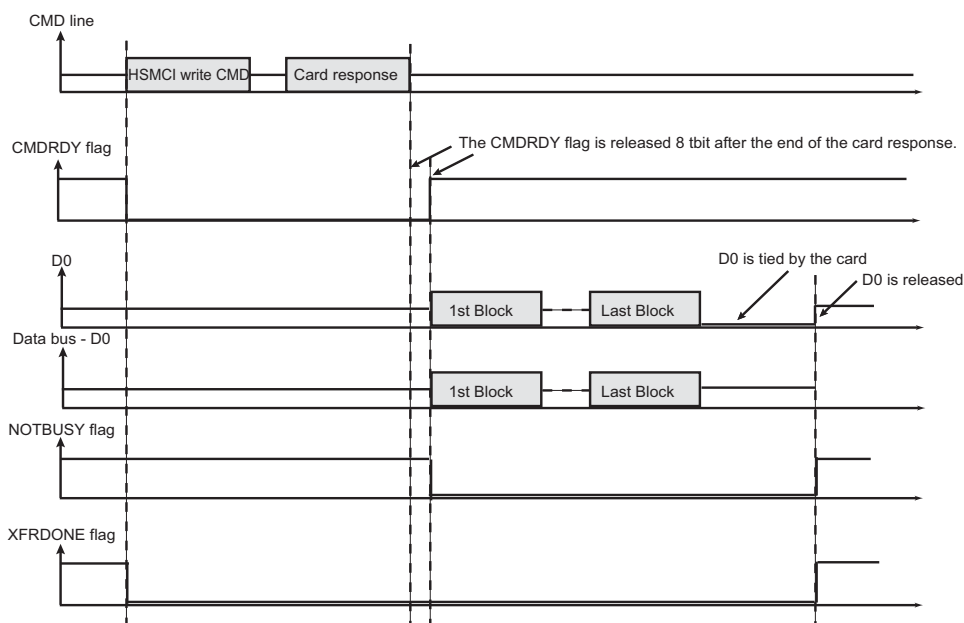 CMD line
HSMCI write CMD
Card response
CMDRDY flag
The CMDRDY flag is released 8 tbit after the end of the card response.
D0
D0 is tied by the card
D0 is released
1st Block
Last Block
Data bus - D0
1st Block
Last Block
NOTBUSY flag
XFRDONE flag